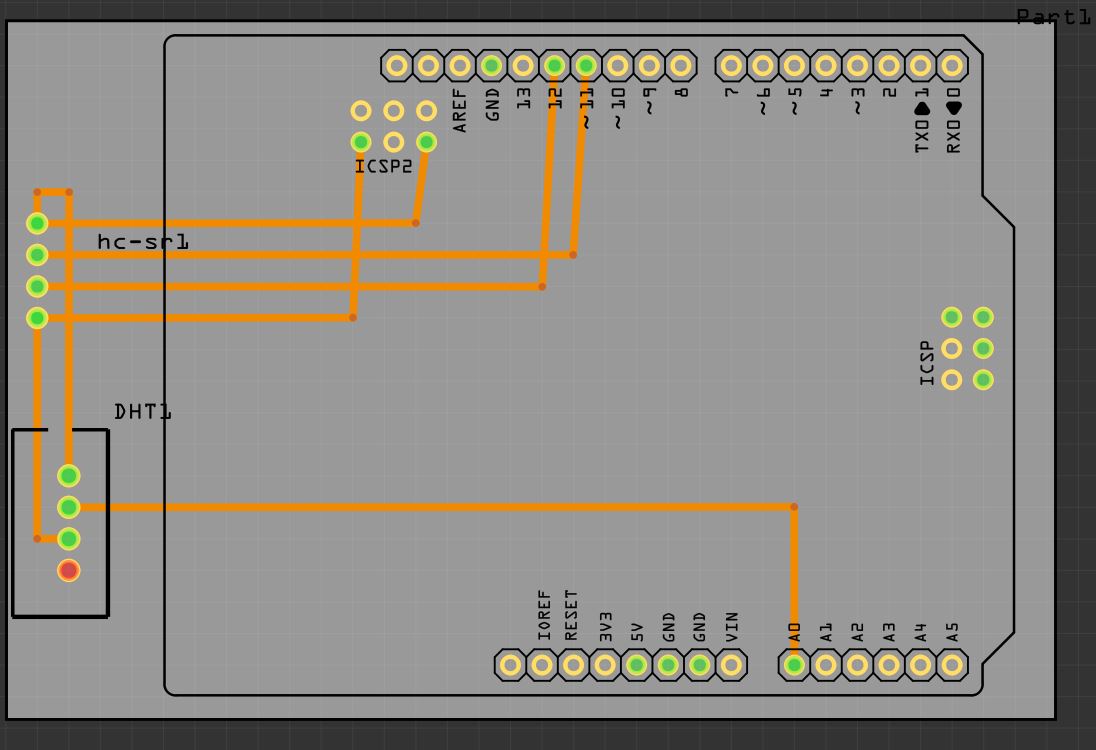 Part1
AREF
GND
13
12
~11
~10
~9
8
7
~6
~5
4
~3
2
TX0▶1
RX0◀0
ICSP2
hc-sr1
ICSP
DHT1
IOREF
RESET
3V3
5V
GND
GND
VIN
A0
A1
A2
A3
A4
A5